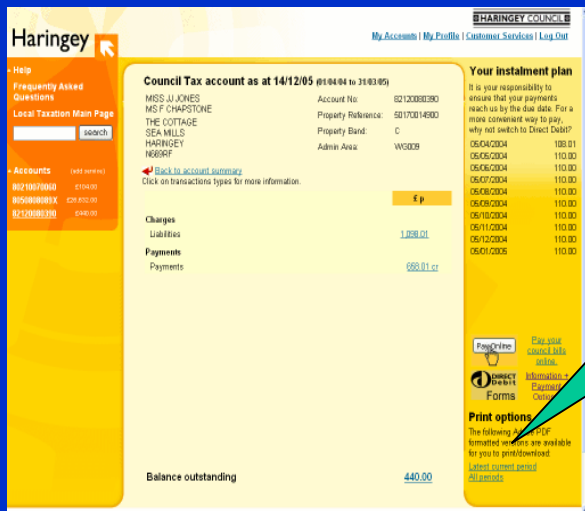 HARINGEY COUNCIL
Haringey
My Accounts | My Profile | Customer Services | Log Out
Help
Frequently Asked
Questions
Local Taxation Main Page
search
Accounts (add service)
80210070060 £104.00
8050808089X £26,632.00
82120080390 £440.00
Council Tax account as at 14/12/05 (01/04/04 to 31/03/05)
MISS JJ JONES
MS F CHAPSTONE
THE COTTAGE
SEA MILLS
HARINGEY
N689RF
Account No: 82120080390
Property Reference: 50170014900
Property Band: C
Admin Area: WG009
Back to account summary
Click on transactions types for more information.
£ p
Charges
Liabilities 1,098.01
Payments
Payments 658.01 cr
Balance outstanding 440.00
Your instalment plan
It is your responsibility to
ensure that your payments
reach us by the due date. For a
more convenient way to pay,
why not switch to Direct Debit?
05/04/2004 108.01
05/05/2004 110.00
05/06/2004 110.00
05/07/2004 110.00
05/08/2004 110.00
05/09/2004 110.00
05/10/2004 110.00
05/11/2004 110.00
05/12/2004 110.00
05/01/2005 110.00
PayOnline
Pay your
council bills
online.
DIRECT
Debit
Forms
Information +
Payment
Print options
The following PDF
formatted versions are available
for you to print/download:
Latest current period
All periods